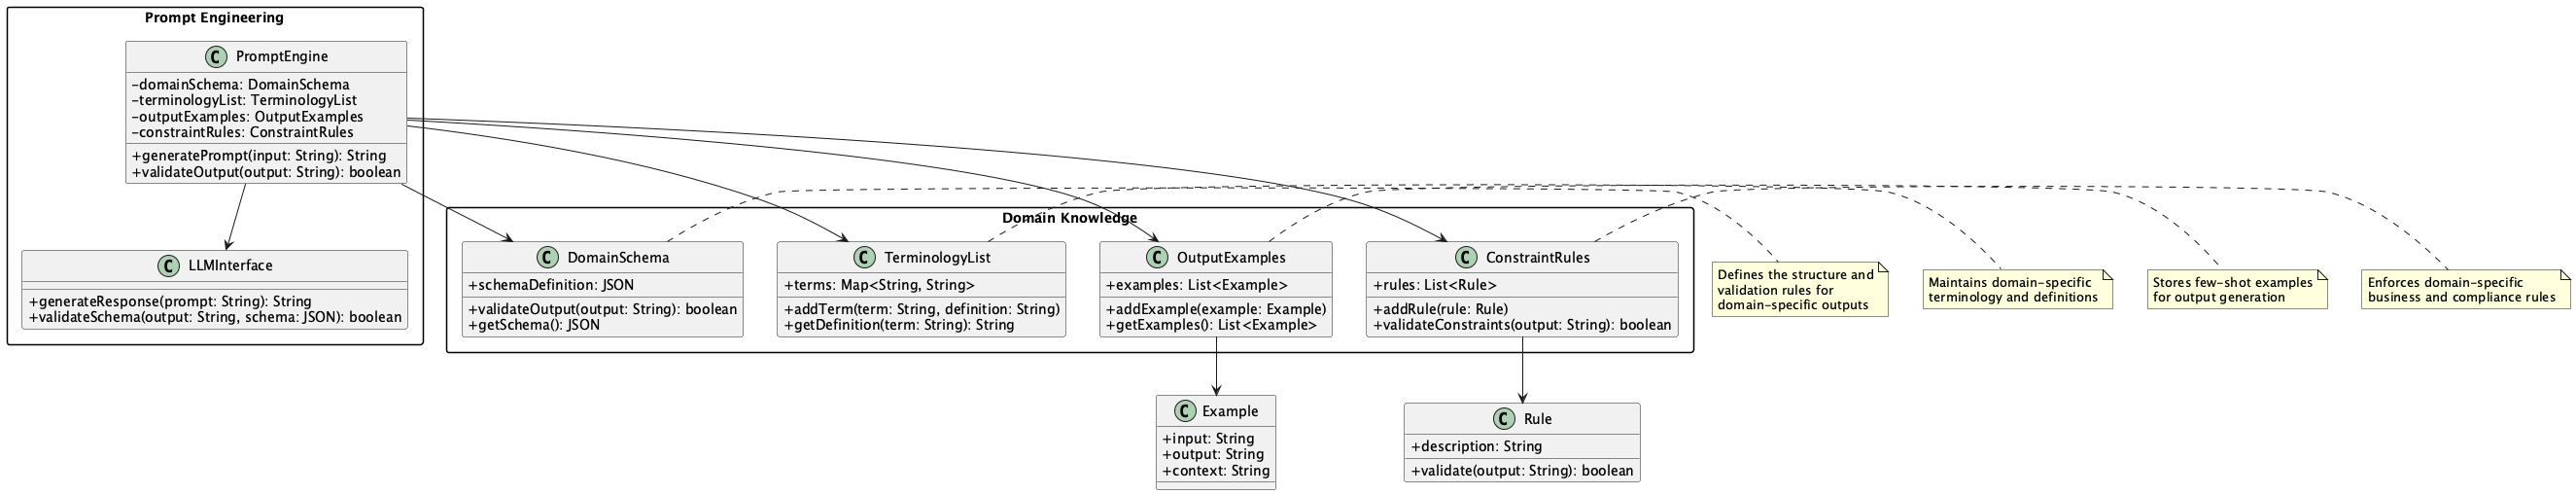 Prompt Engineering
C PromptEngine
-domainSchema: DomainSchema
-terminologyList: TerminologyList
-outputExamples: OutputExamples
-constraintRules: ConstraintRules
+generatePrompt(input: String): String
+validateOutput(output: String): boolean
C LLMInterface
+generateResponse(prompt: String): String
+validateSchema(output: String, schema: JSON): boolean
Domain Knowledge
C DomainSchema
+schemaDefinition: JSON
+validateOutput(output: String): boolean
+getSchema(): JSON
C TerminologyList
+terms: Map<String, String>
+addTerm(term: String, definition: String)
+getDefinition(term: String): String
C OutputExamples
+examples: List<Example>
+addExample(example: Example)
+getExamples(): List<Example>
C ConstraintRules
+rules: List<Rule>
+addRule(rule: Rule)
+validateConstraints(output: String): boolean
Defines the structure and
validation rules for
domain-specific outputs
Maintains domain-specific
terminology and definitions
Stores few-shot examples
for output generation
Enforces domain-specific
business and compliance rules
C Example
+input: String
+output: String
+context: String
C Rule
+description: String
+validate(output: String): boolean